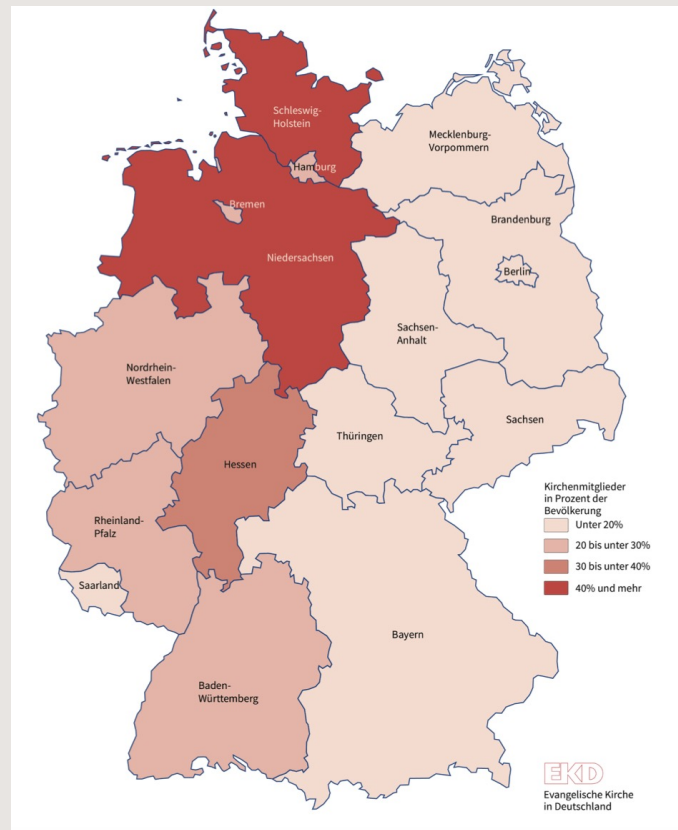 Schleswig-
Holstein
Mecklenburg-
Vorpommern
Hamburg
Bremen
Brandenburg
Niedersachsen
Berlin
Sachsen-
Anhalt
Nordrhein-
Westfalen
Sachsen
Thüringen
Hessen
Rheinland-
Pfalz
Saarland
Bayern
Baden-
Württemberg
Kirchenmitglieder
in Prozent der
Bevölkerung
Unter 20%
20 bis unter 30%
30 bis unter 40%
40% und mehr
EKD
Evangelische Kirche
in Deutschland